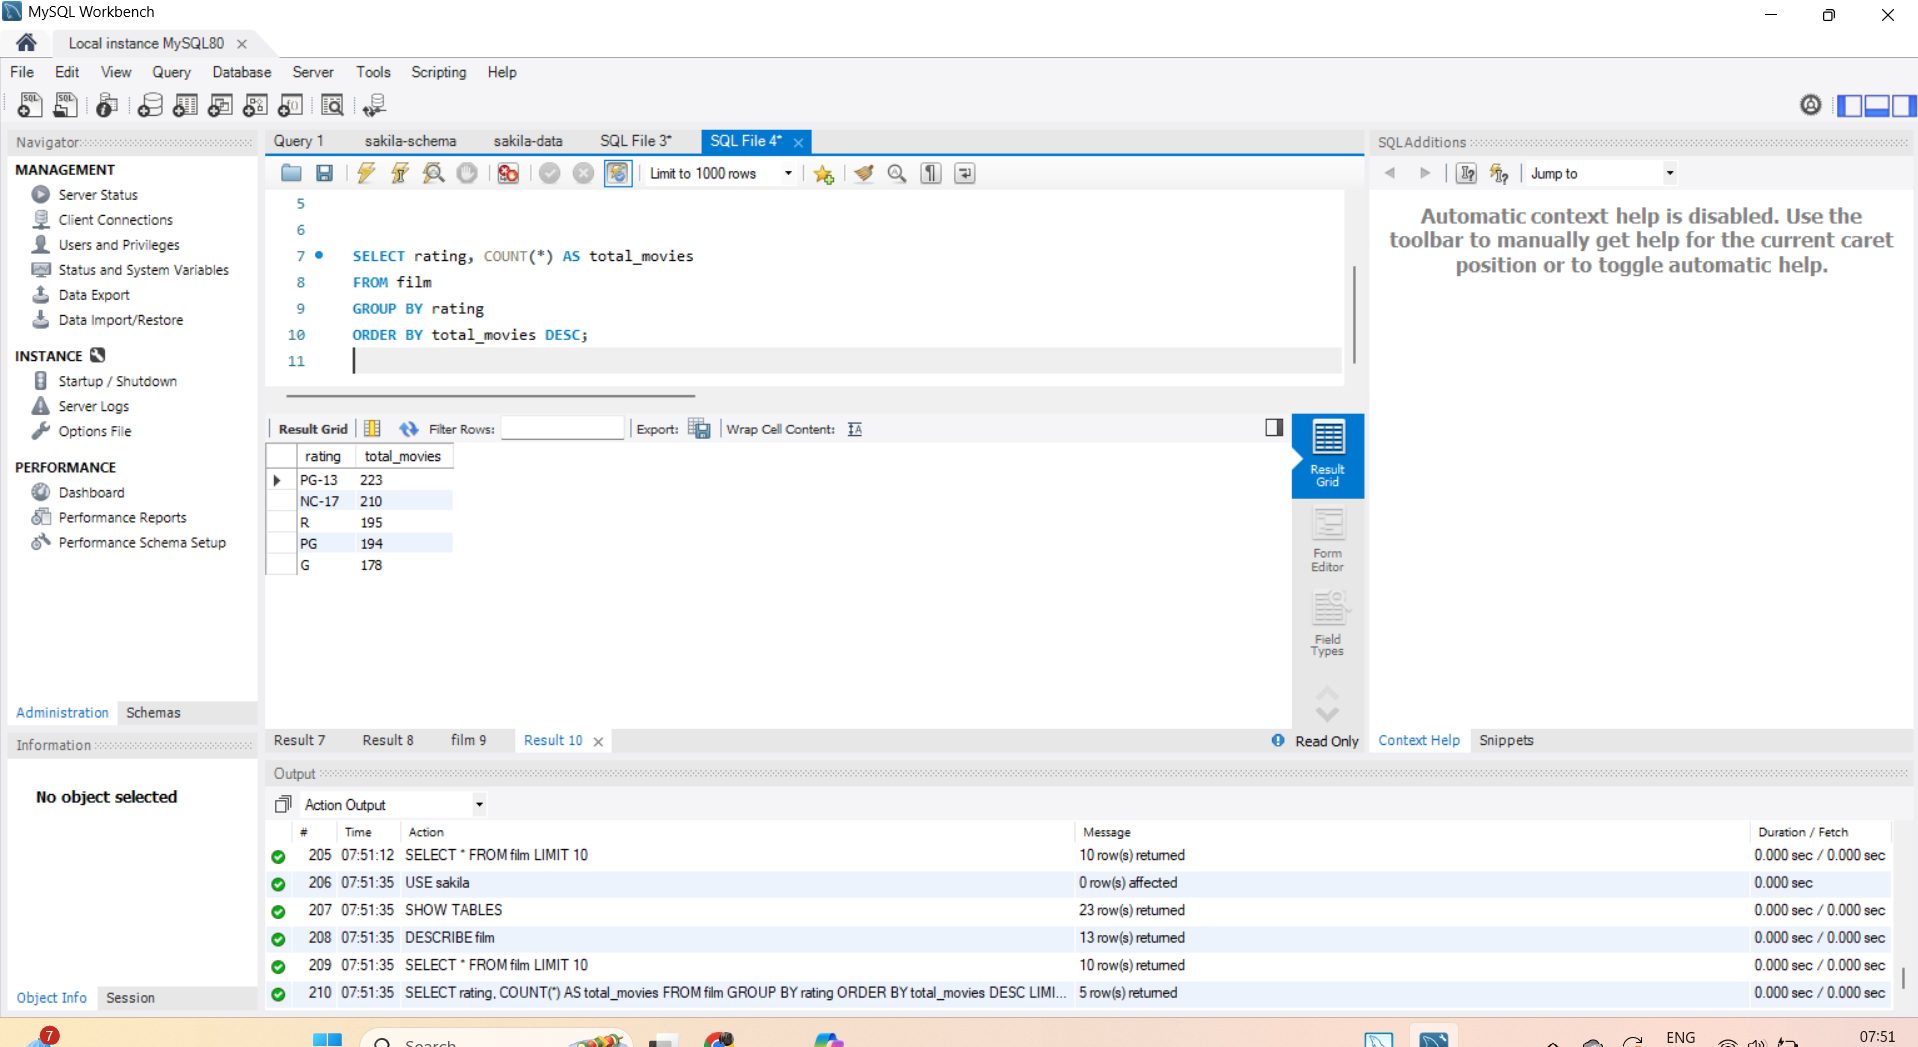 MySQL Workbench
Local instance MySQL80
File Edit View Query Database Server Tools Scripting Help
Navigator
MANAGEMENT
Server Status
Client Connections
Users and Privileges
Status and System Variables
Data Export
Data Import/Restore
INSTANCE
Startup / Shutdown
Server Logs
Options File
PERFORMANCE
Dashboard
Performance Reports
Performance Schema Setup
Administration Schemas
Information
No object selected
Object Info Session
Query 1 sakila-schema sakila-data SQL File 3* SQL File 4*
Limit to 1000 rows
5
6
7 SELECT rating, COUNT(*) AS total_movies
8 FROM film
9 GROUP BY rating
10 ORDER BY total_movies DESC;
11
Result Grid Filter Rows: Export: Wrap Cell Content:
rating total_movies
PG-13 223
NC-17 210
R 195
PG 194
G 178
Result Grid
Form Editor
Field Types
Result 7 Result 8 film 9 Result 10 Read Only
SQLAdditions
Jump to
Automatic context help is disabled. Use the
toolbar to manually get help for the current caret
position or to toggle automatic help.
Context Help Snippets
Output
Action Output
# Time Action Message Duration / Fetch
205 07:51:12 SELECT * FROM film LIMIT 10 10 row(s) returned 0.000 sec / 0.000 sec
206 07:51:35 USE sakila 0 row(s) affected 0.000 sec
207 07:51:35 SHOW TABLES 23 row(s) returned 0.000 sec / 0.000 sec
208 07:51:35 DESCRIBE film 13 row(s) returned 0.000 sec / 0.000 sec
209 07:51:35 SELECT * FROM film LIMIT 10 10 row(s) returned 0.000 sec / 0.000 sec
210 07:51:35 SELECT rating, COUNT(*) AS total_movies FROM film GROUP BY rating ORDER BY total_movies DESC LIMI... 5 row(s) returned 0.000 sec / 0.000 sec
7 Search ENG 07:51